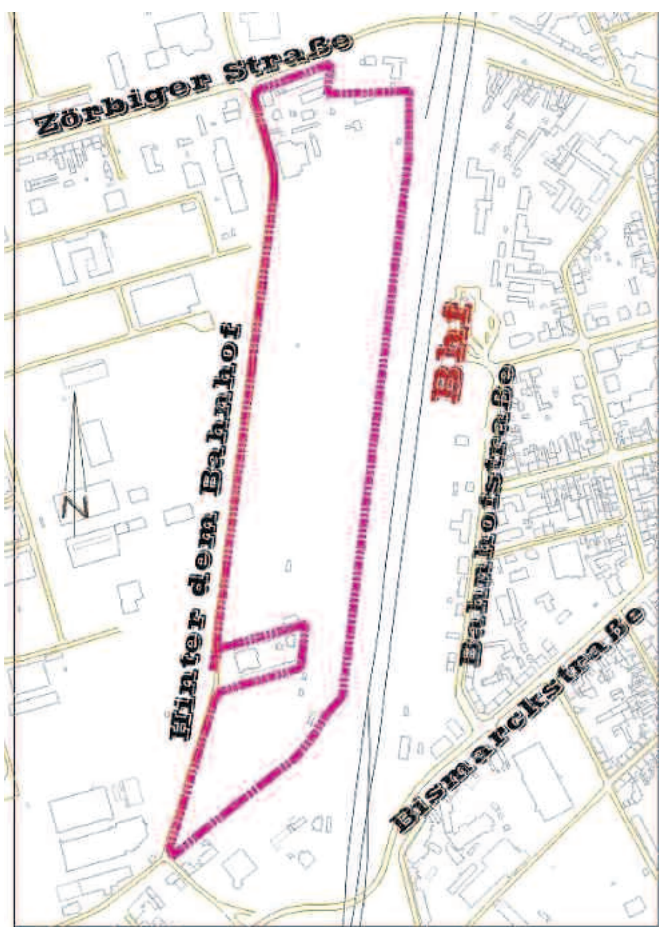 Zörbiger Straße
Hinter dem Bahnhof
Bhf
Bahnhofstraße
N
Bismarckstraße